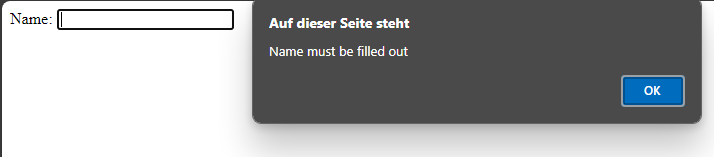 Name:
Auf dieser Seite steht
Name must be filled out
OK